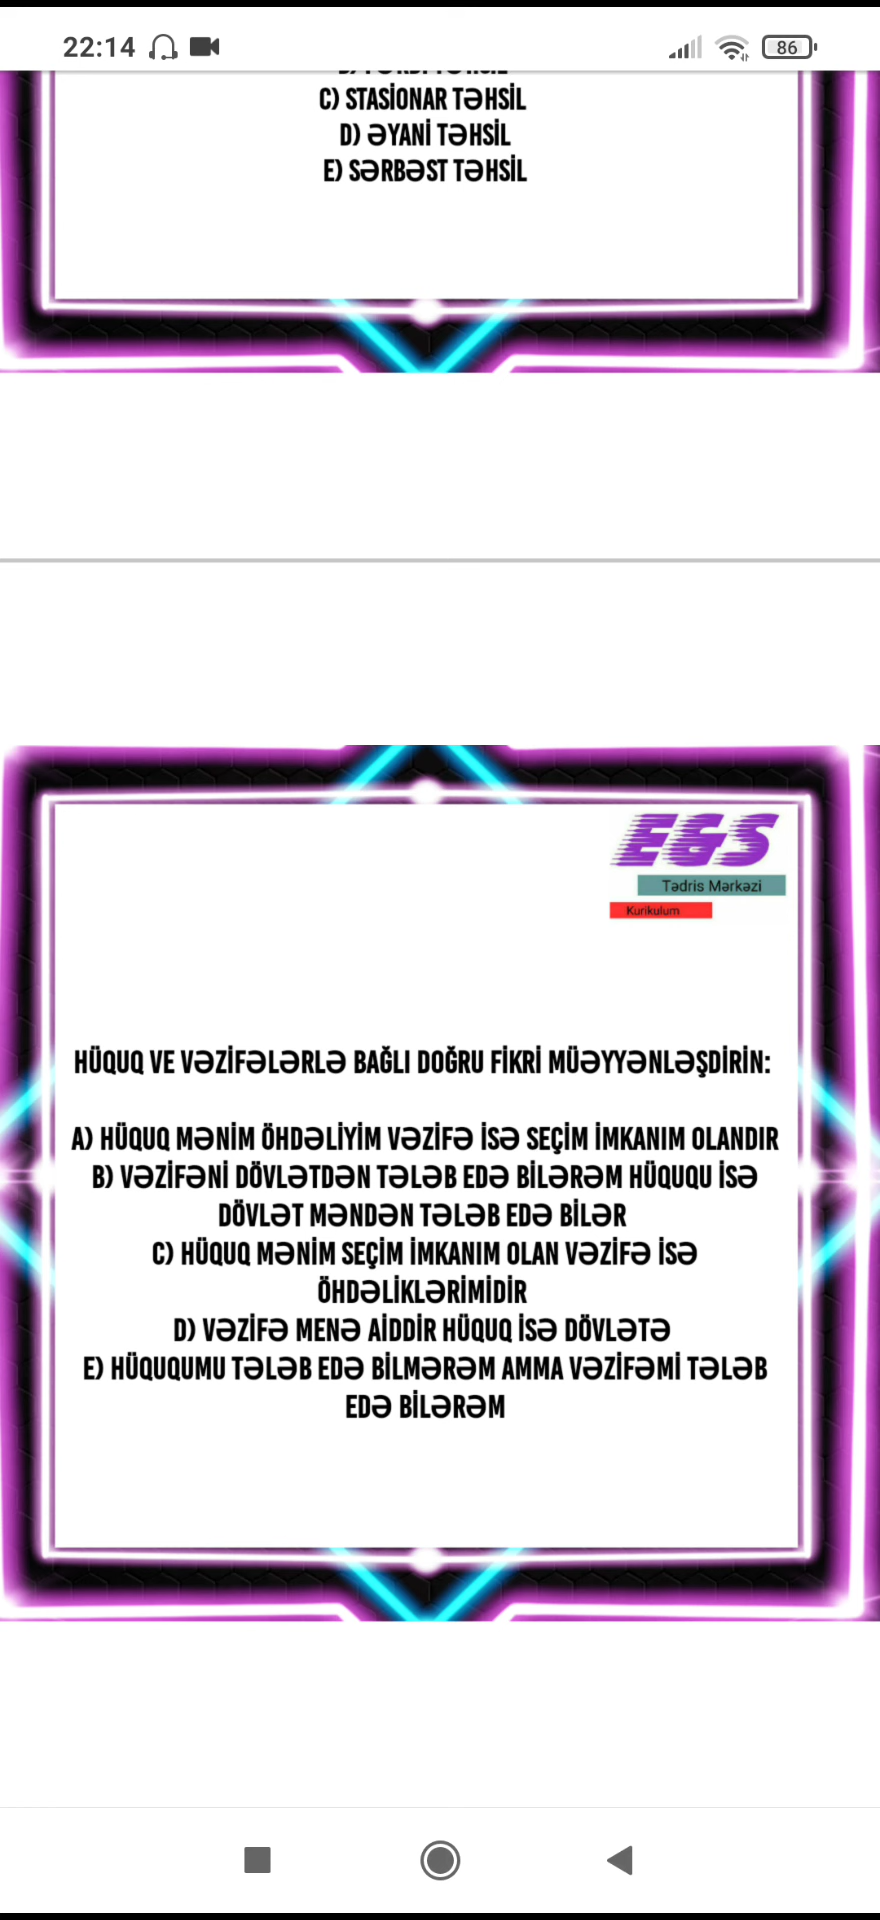 22:14
86
C) STASİONAR TƏHSİL
D) ƏYANİ TƏHSİL
E) SƏRBƏST TƏHSİL
E&S
Tədris Mərkəzi
Kurikulum
HÜQUQ VE VƏZİFƏLƏRLƏ BAĞLI DOĞRU FİKRİ MÜƏYYƏNLƏŞDİRİN:
A) HÜQUQ MƏNİM ÖHDƏLİYİM VƏZİFƏ İSƏ SEÇİM İMKANIM OLANDIR
B) VƏZİFƏNİ DÖVLƏTDƏN TƏLƏB EDƏ BİLƏRƏM HÜQUQU İSƏ
DÖVLƏT MƏNDƏN TƏLƏB EDƏ BİLƏR
C) HÜQUQ MƏNİM SEÇİM İMKANIM OLAN VƏZİFƏ İSƏ
ÖHDƏLİKLƏRİMİDİR
D) VƏZİFƏ MENƏ AİDDİR HÜQUQ İSƏ DÖVLƏTƏ
E) HÜQUQUMU TƏLƏB EDƏ BİLMƏRƏM AMMA VƏZİFƏMİ TƏLƏB
EDƏ BİLƏRƏM